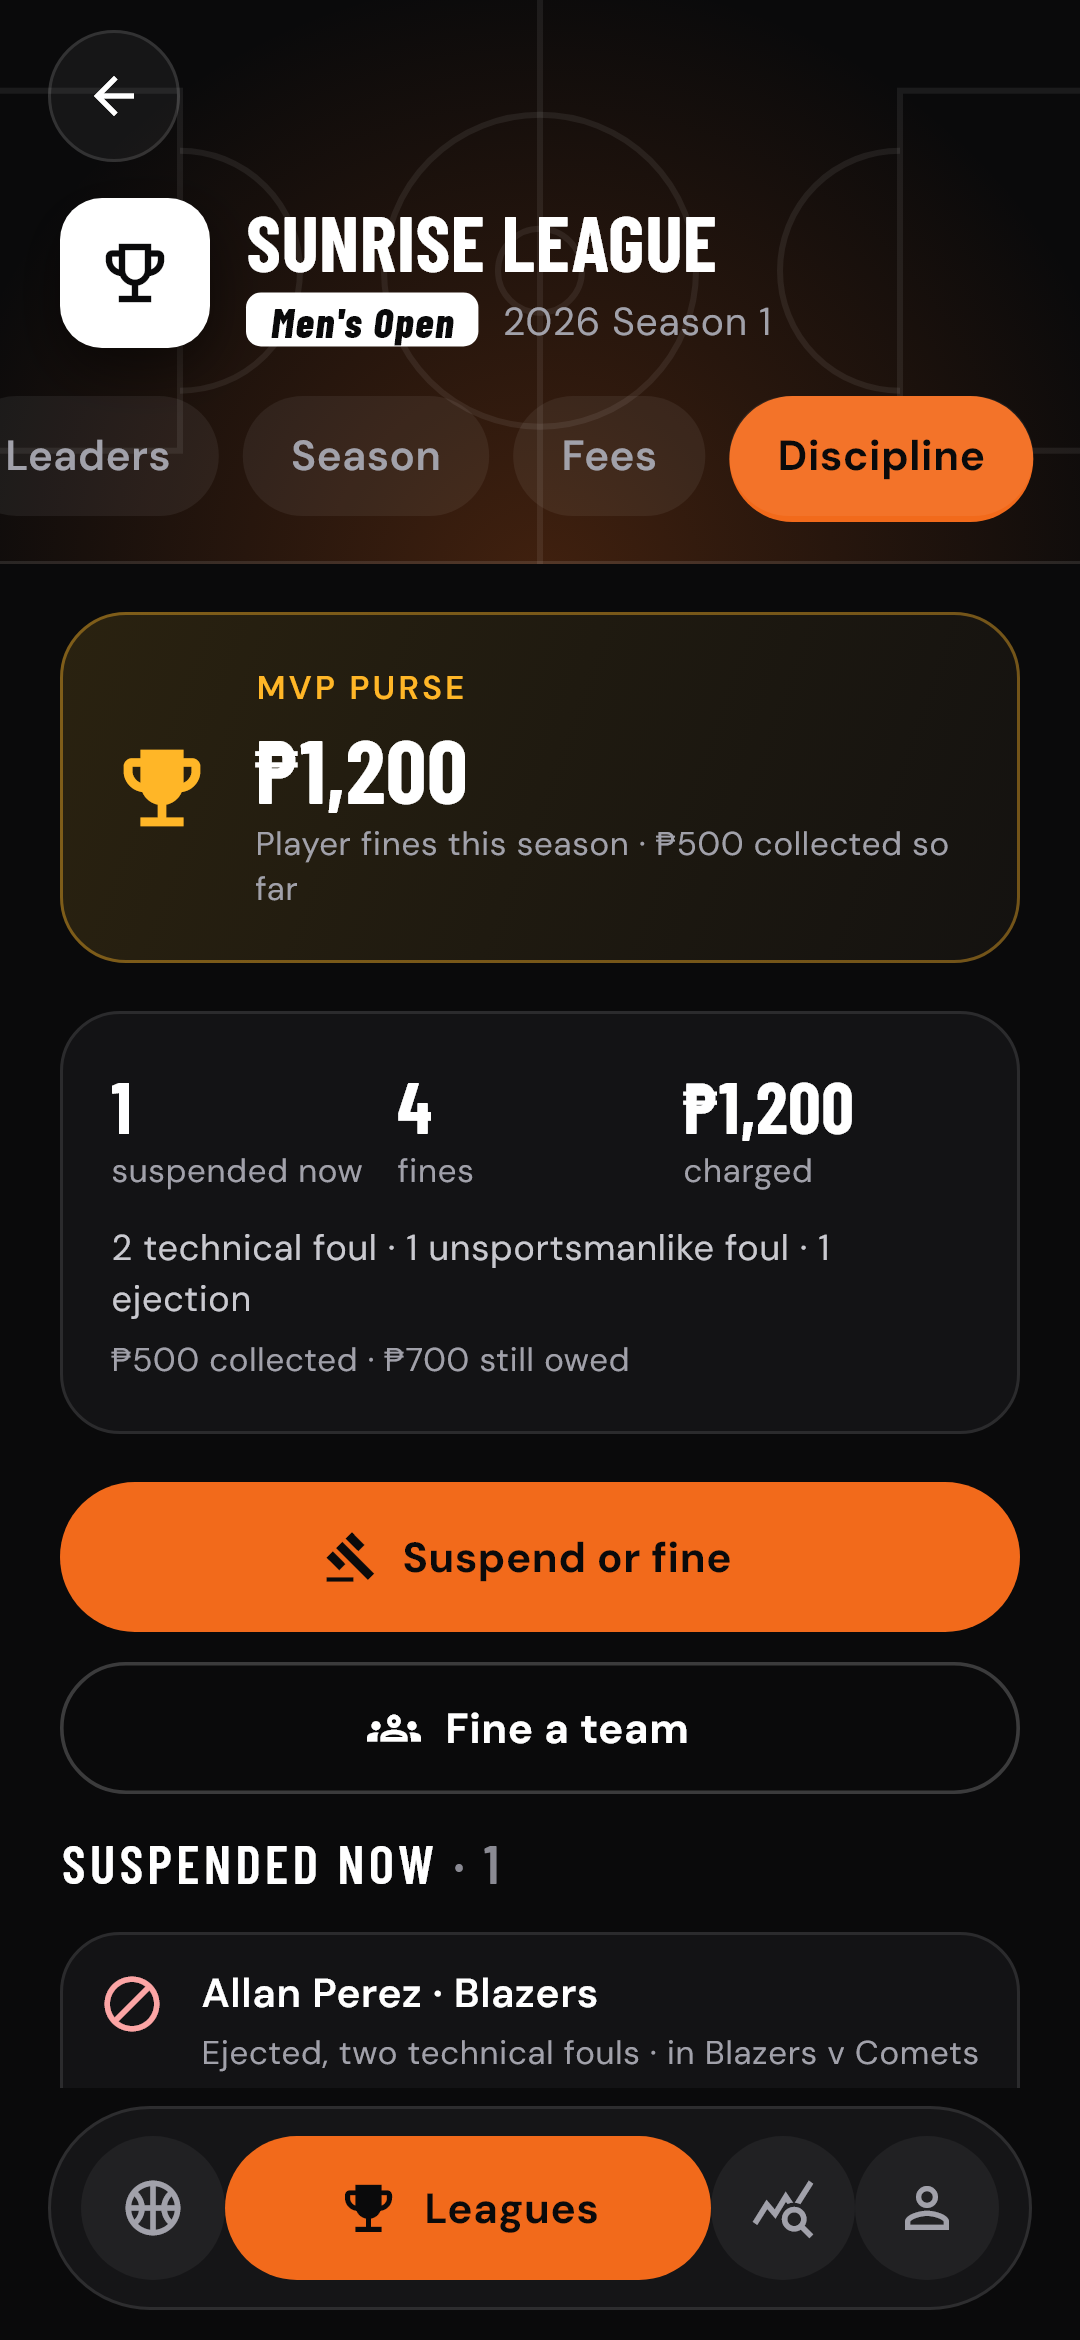 SUNRISE LEAGUE
Men's Open 2026 Season 1
Leaders Season Fees Discipline
MVP PURSE
₱1,200
Player fines this season · ₱500 collected so
far
1 4 ₱1,200
suspended now fines charged
2 technical foul · 1 unsportsmanlike foul · 1
ejection
₱500 collected · ₱700 still owed
Suspend or fine
Fine a team
SUSPENDED NOW · 1
Allan Perez · Blazers
Ejected, two technical fouls · in Blazers v Comets
Leagues